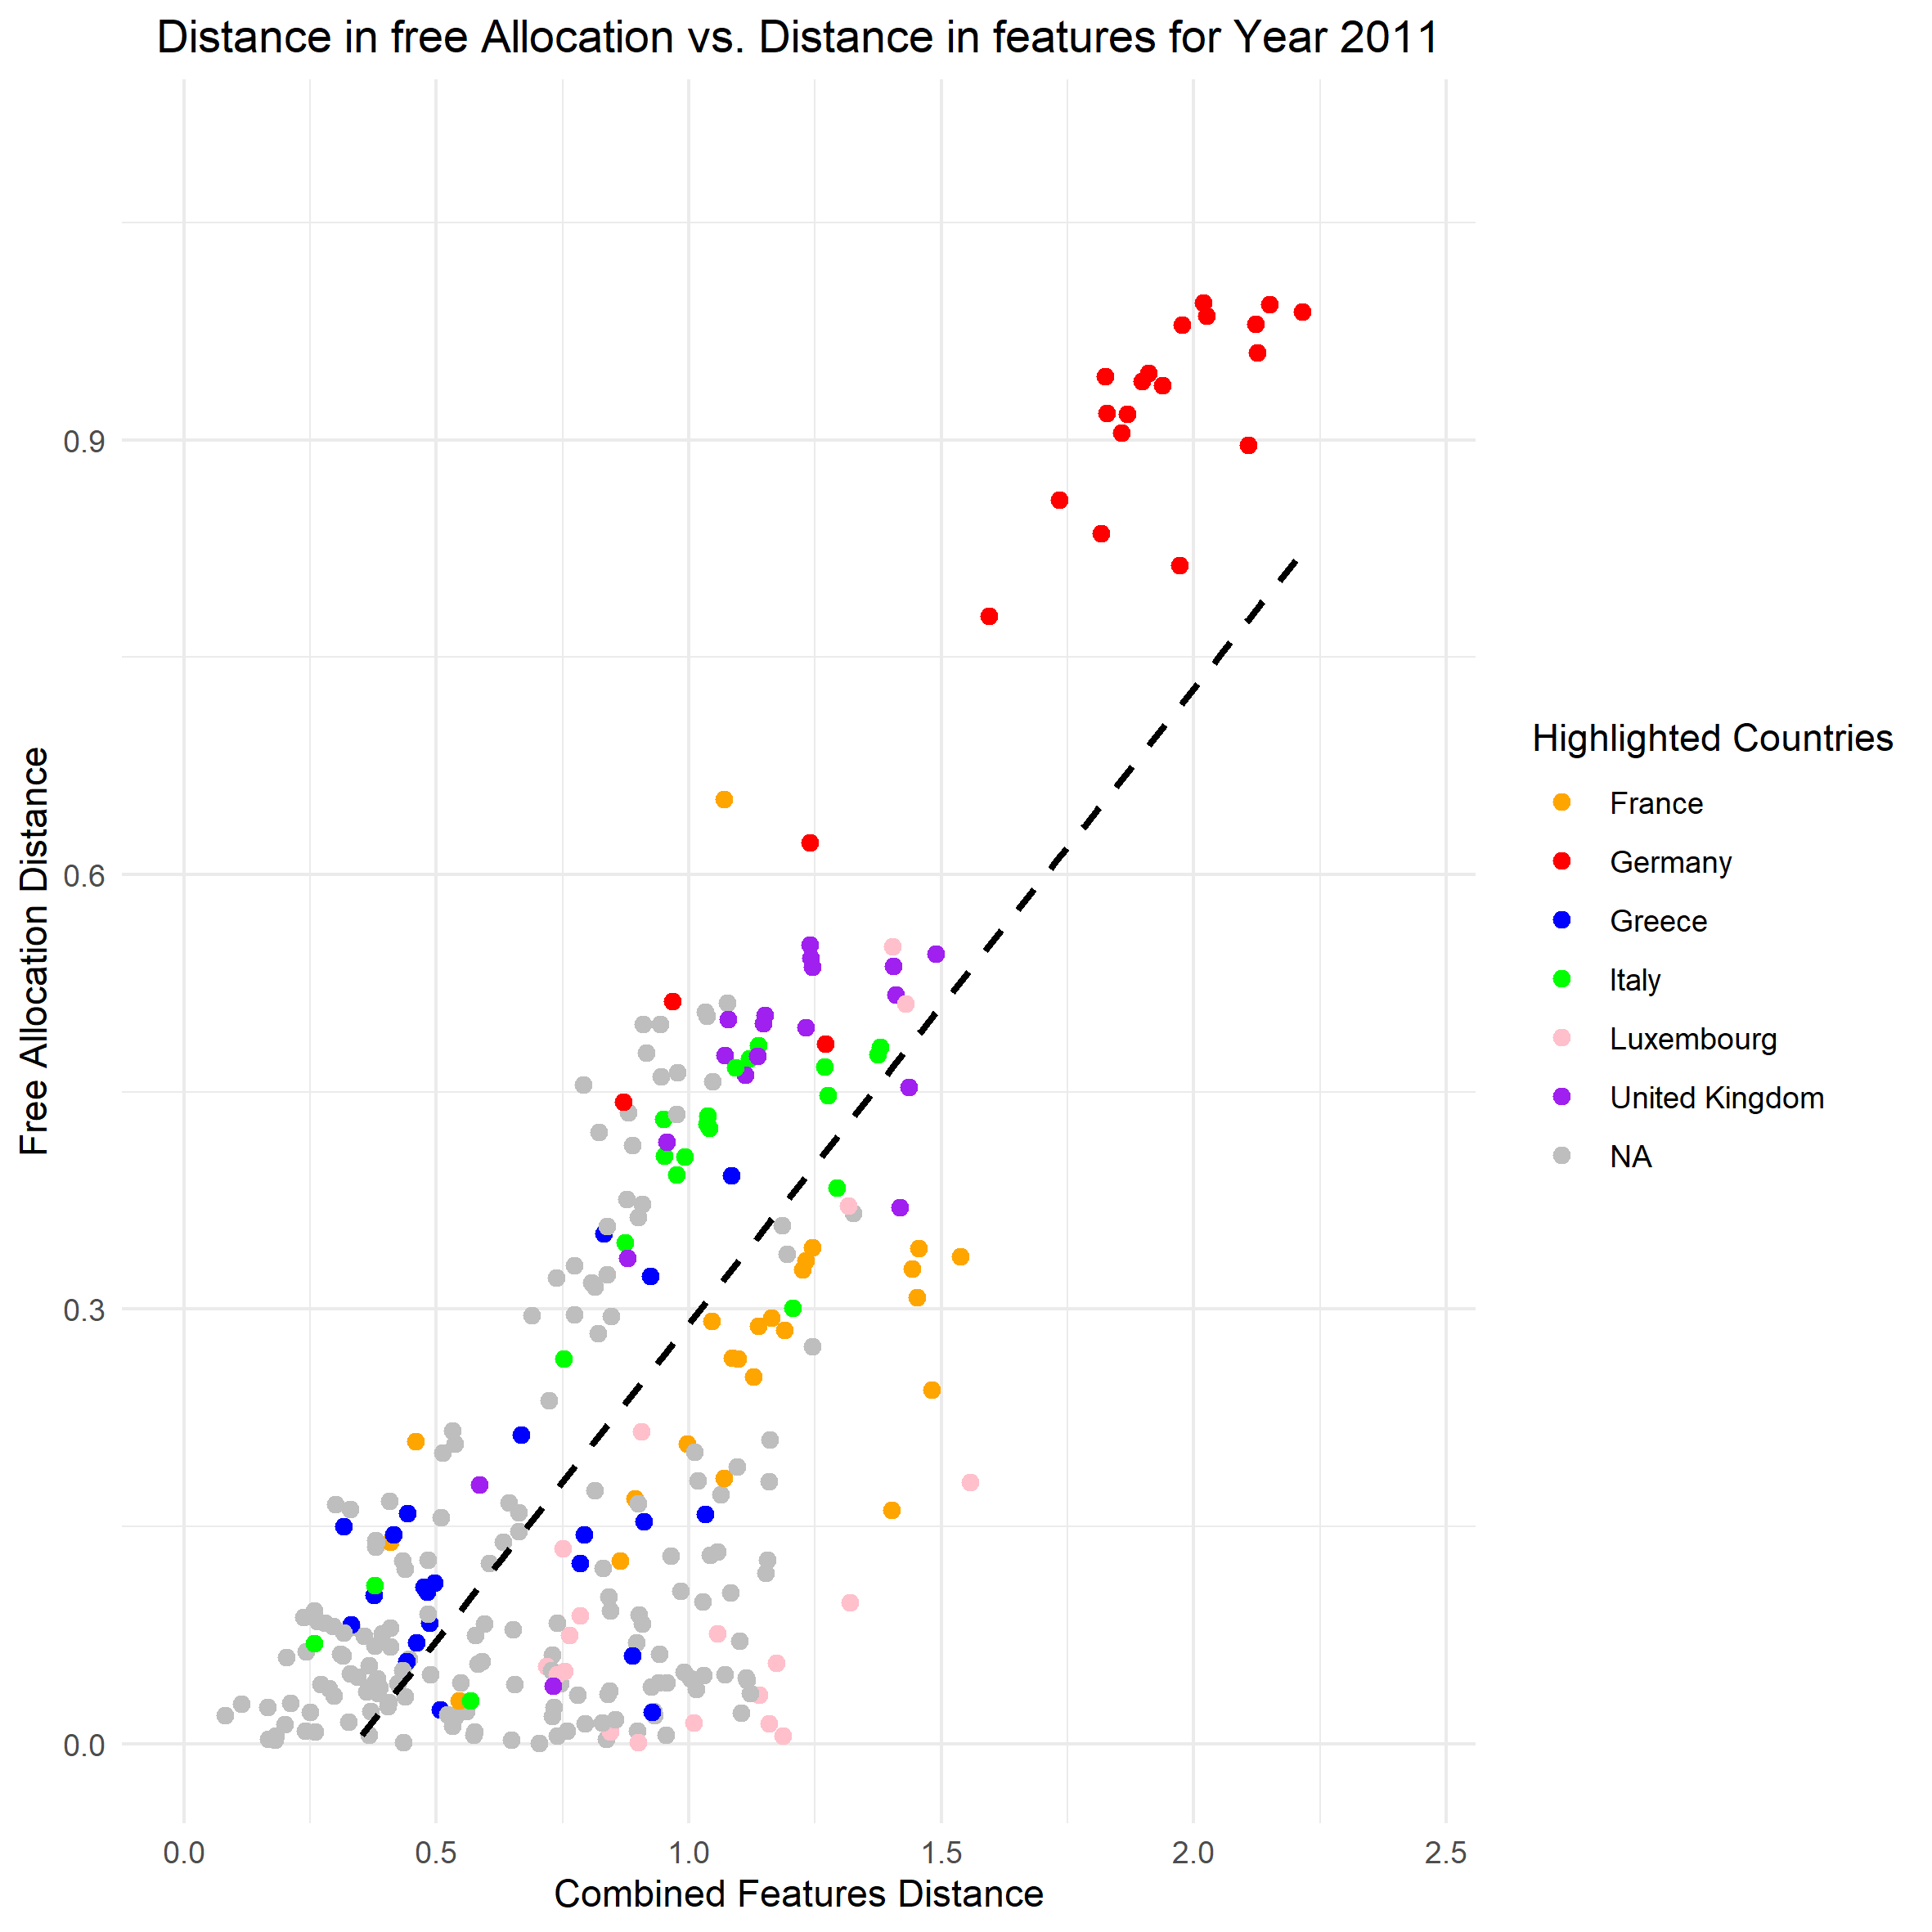 Distance in free Allocation vs. Distance in features for Year 2011
Free Allocation Distance
0.9
0.6
0.3
0.0
0.0 0.5 1.0 1.5 2.0 2.5
Combined Features Distance
Highlighted Countries
France
Germany
Greece
Italy
Luxembourg
United Kingdom
NA